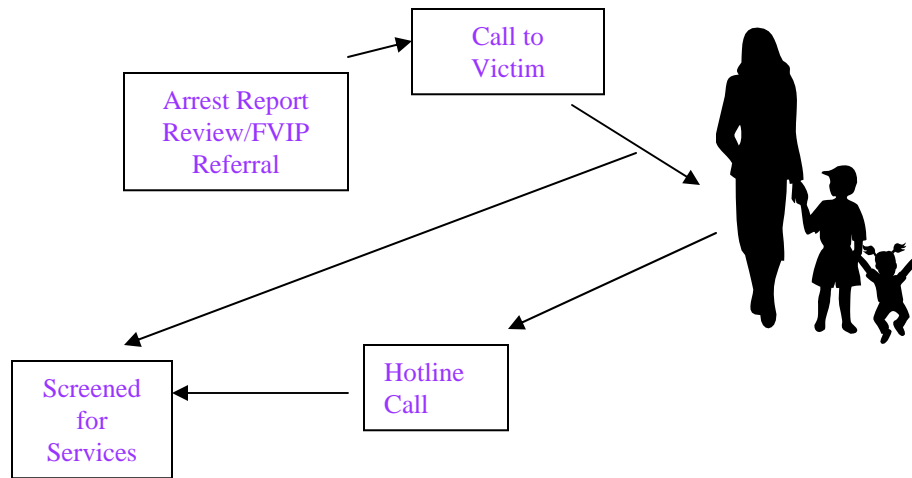 Call to
Victim
Arrest Report
Review/FVIP
Referral
Hotline
Call
Screened
for
Services